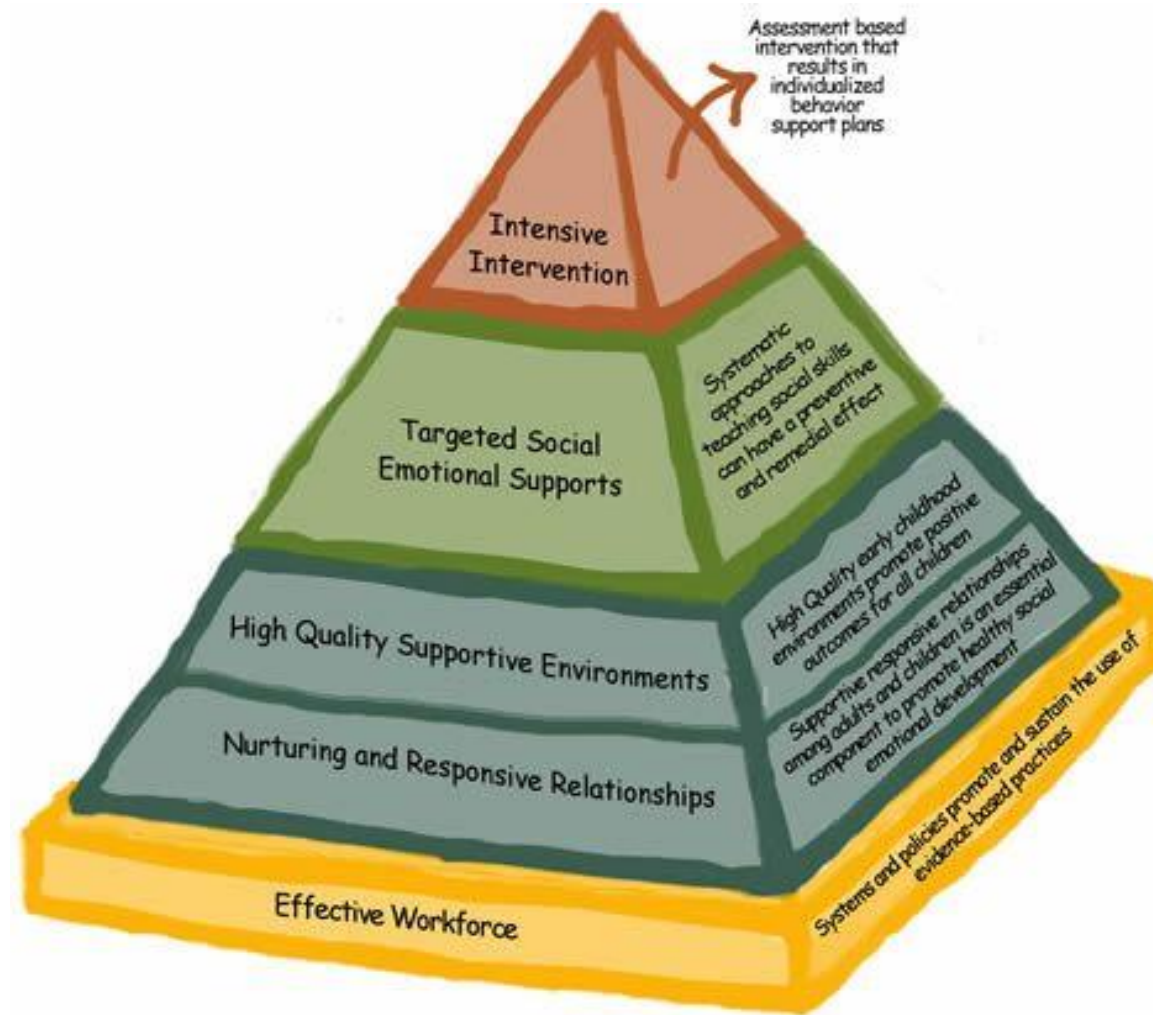 Assessment based
intervention that
results in
individualized
behavior
support plans
Intensive
Intervention
Systematic
approaches to
teaching social skills
can have a preventive
and remedial effect
Targeted Social
Emotional Supports
High Quality early childhood
environments promote positive
outcomes for all children
High Quality Supportive Environments
Supportive responsive relationships
among adults and children is an essential
component to promote healthy social
emotional development
Nurturing and Responsive Relationships
Systems and policies promote and sustain the use of
evidence-based practices
Effective Workforce